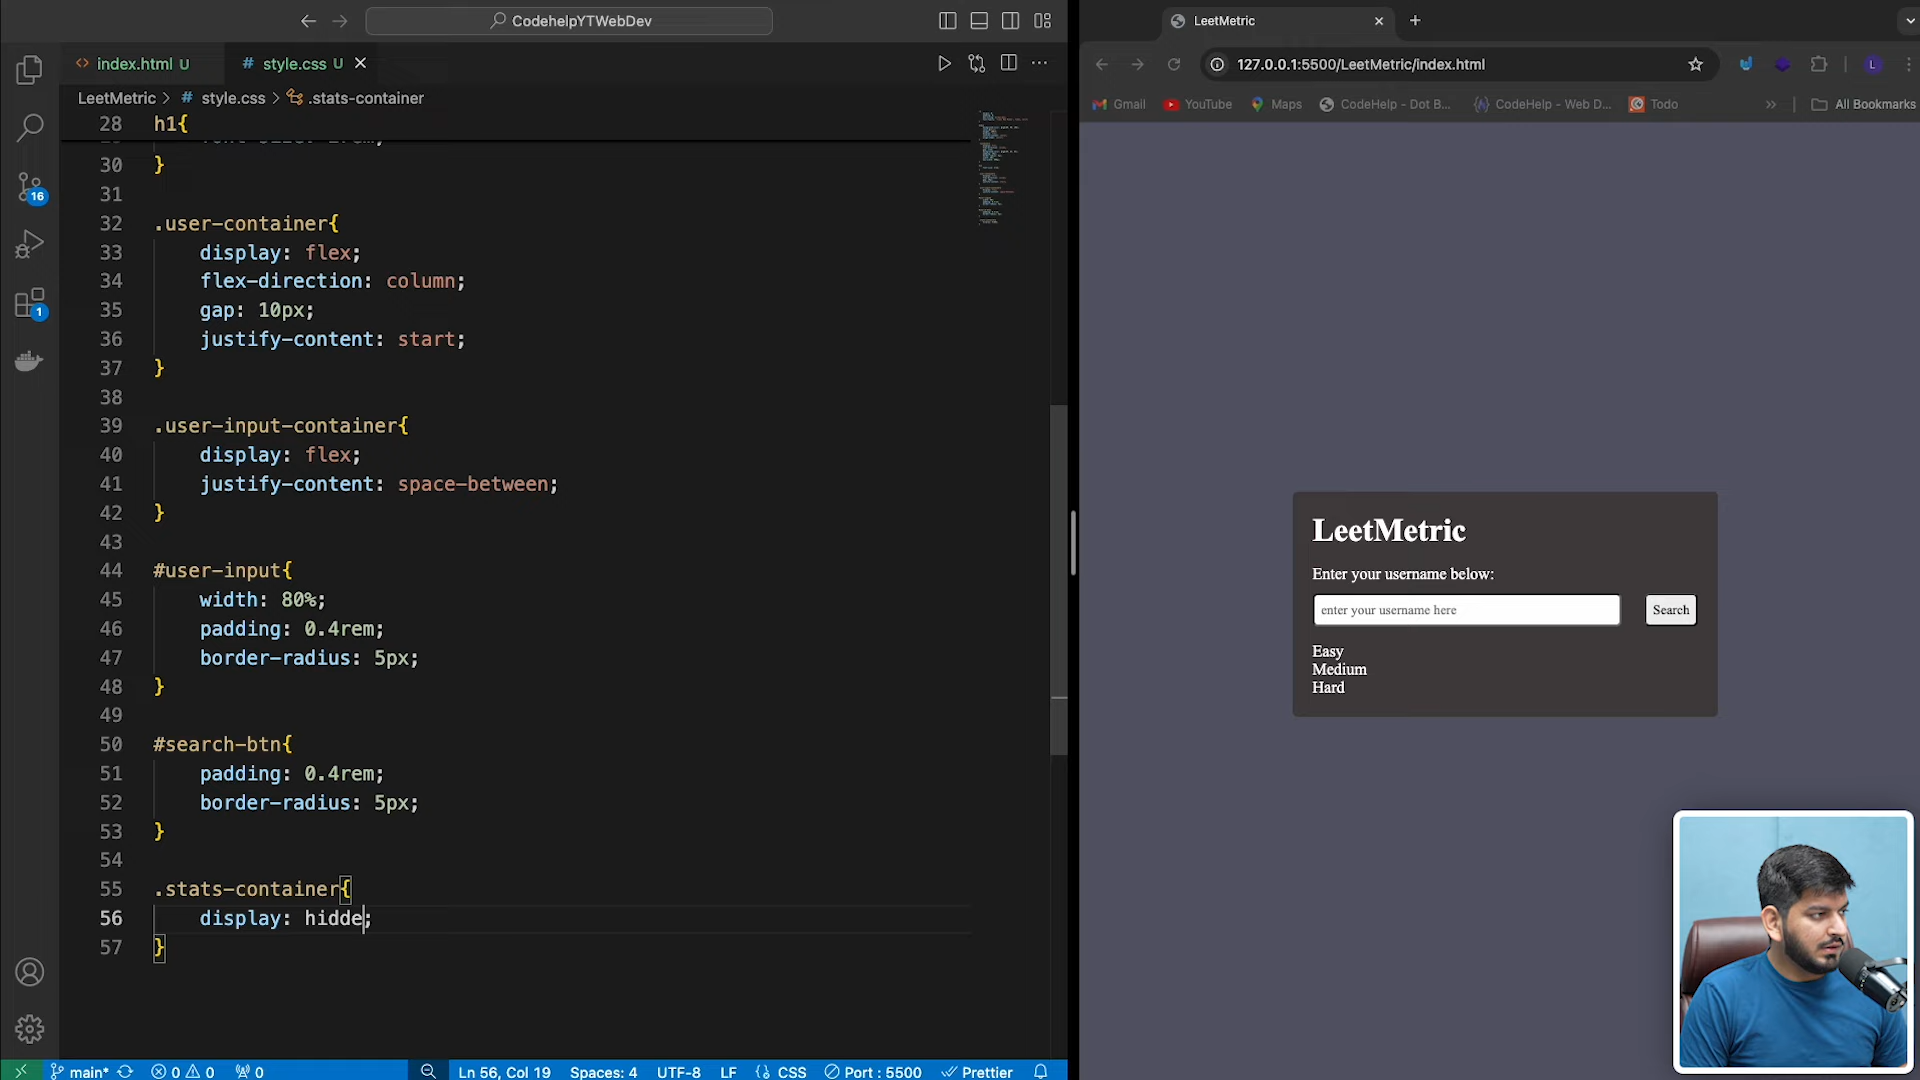 CodehelpYTWebDev
index.html U
# style.css U
LeetMetric > # style.css > .stats-container
28 h1{
30 }
31
32 .user-container{
33 display: flex;
34 flex-direction: column;
35 gap: 10px;
36 justify-content: start;
37 }
38
39 .user-input-container{
40 display: flex;
41 justify-content: space-between;
42 }
43
44 #user-input{
45 width: 80%;
46 padding: 0.4rem;
47 border-radius: 5px;
48 }
49
50 #search-btn{
51 padding: 0.4rem;
52 border-radius: 5px;
53 }
54
55 .stats-container{
56 display: hidde;
57 }
16
1
main* 0 0 0 Ln 56, Col 19 Spaces: 4 UTF-8 LF {} CSS Port : 5500 Prettier
LeetMetric
127.0.0.1:5500/LeetMetric/index.html
L
Gmail YouTube Maps CodeHelp - Dot B... CodeHelp - Web D... Todo » All Bookmarks
LeetMetric
Enter your username below:
enter your username here
Search
Easy
Medium
Hard